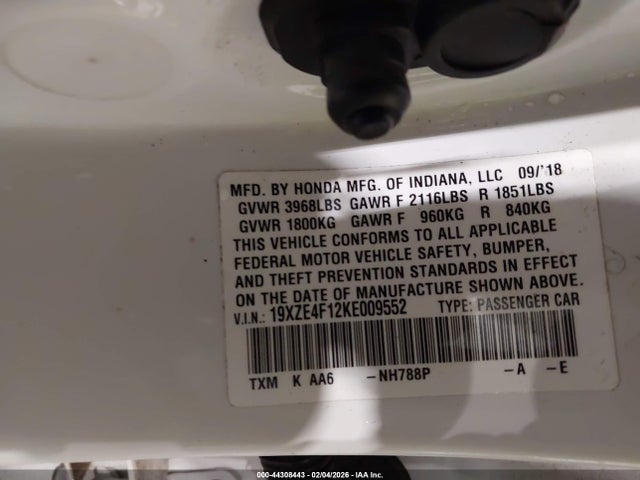 MFD. BY HONDA MFG. OF INDIANA, LLC 09/'18
GVWR 3968LBS GAWR F 2116LBS R 1851LBS
GVWR 1800KG GAWR F 960KG R 840KG
THIS VEHICLE CONFORMS TO ALL APPLICABLE
FEDERAL MOTOR VEHICLE SAFETY, BUMPER,
AND THEFT PREVENTION STANDARDS IN EFFECT
ON THE DATE OF MANUFACTURE SHOWN ABOVE.
V.I.N.: 19XZE4F12KE009552 TYPE: PASSENGER CAR
TXM K AA6 -NH788P -A -E
000-44308443 - 02/04/2026 - IAA Inc.